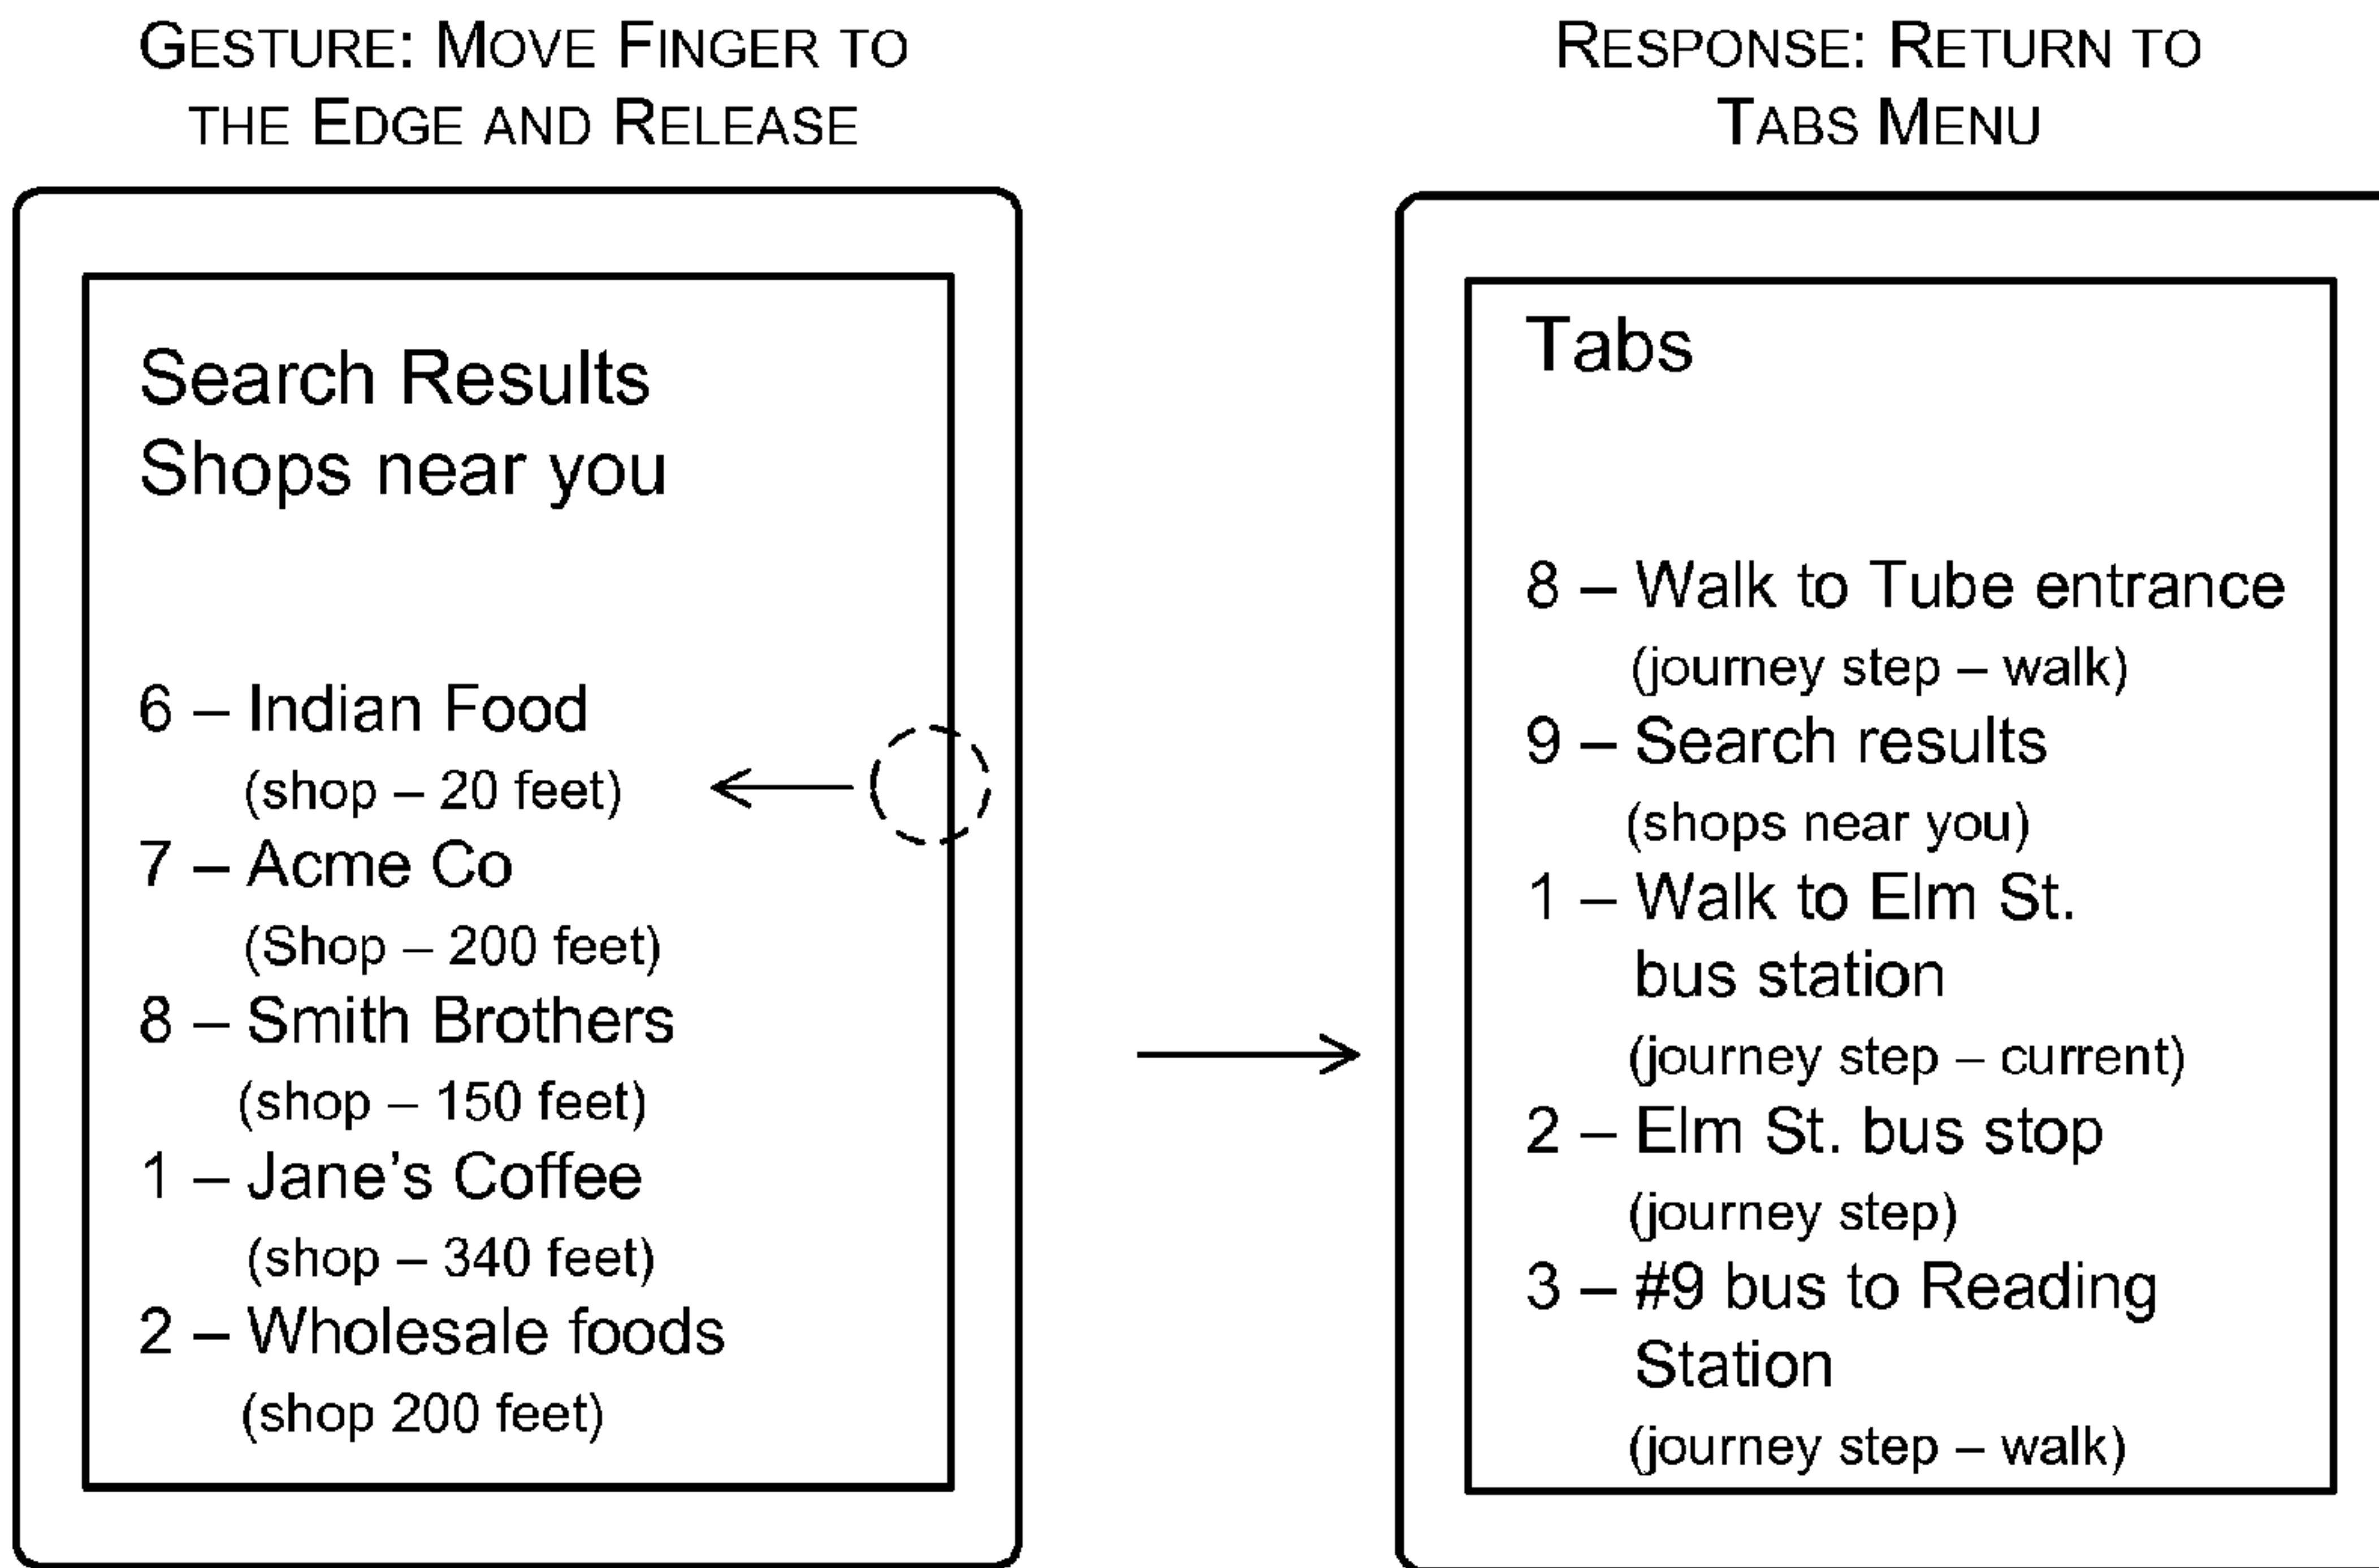 GESTURE: MOVE FINGER TO
THE EDGE AND RELEASE
Search Results
Shops near you
6 – Indian Food
(shop – 20 feet)
7 – Acme Co
(Shop – 200 feet)
8 – Smith Brothers
(shop – 150 feet)
1 – Jane's Coffee
(shop – 340 feet)
2 – Wholesale foods
(shop 200 feet)
RESPONSE: RETURN TO
TABS MENU
Tabs
8 – Walk to Tube entrance
(journey step – walk)
9 – Search results
(shops near you)
1 – Walk to Elm St.
bus station
(journey step – current)
2 – Elm St. bus stop
(journey step)
3 – #9 bus to Reading
Station
(journey step – walk)